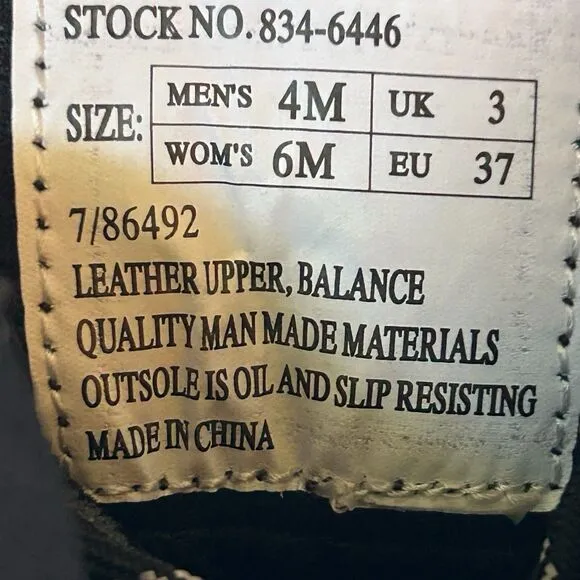 STOCK NO. 834-6446
SIZE: MEN'S 4M UK 3
WOM'S 6M EU 37
7/86492
LEATHER UPPER, BALANCE
QUALITY MAN MADE MATERIALS
OUTSOLE IS OIL AND SLIP RESISTING
MADE IN CHINA